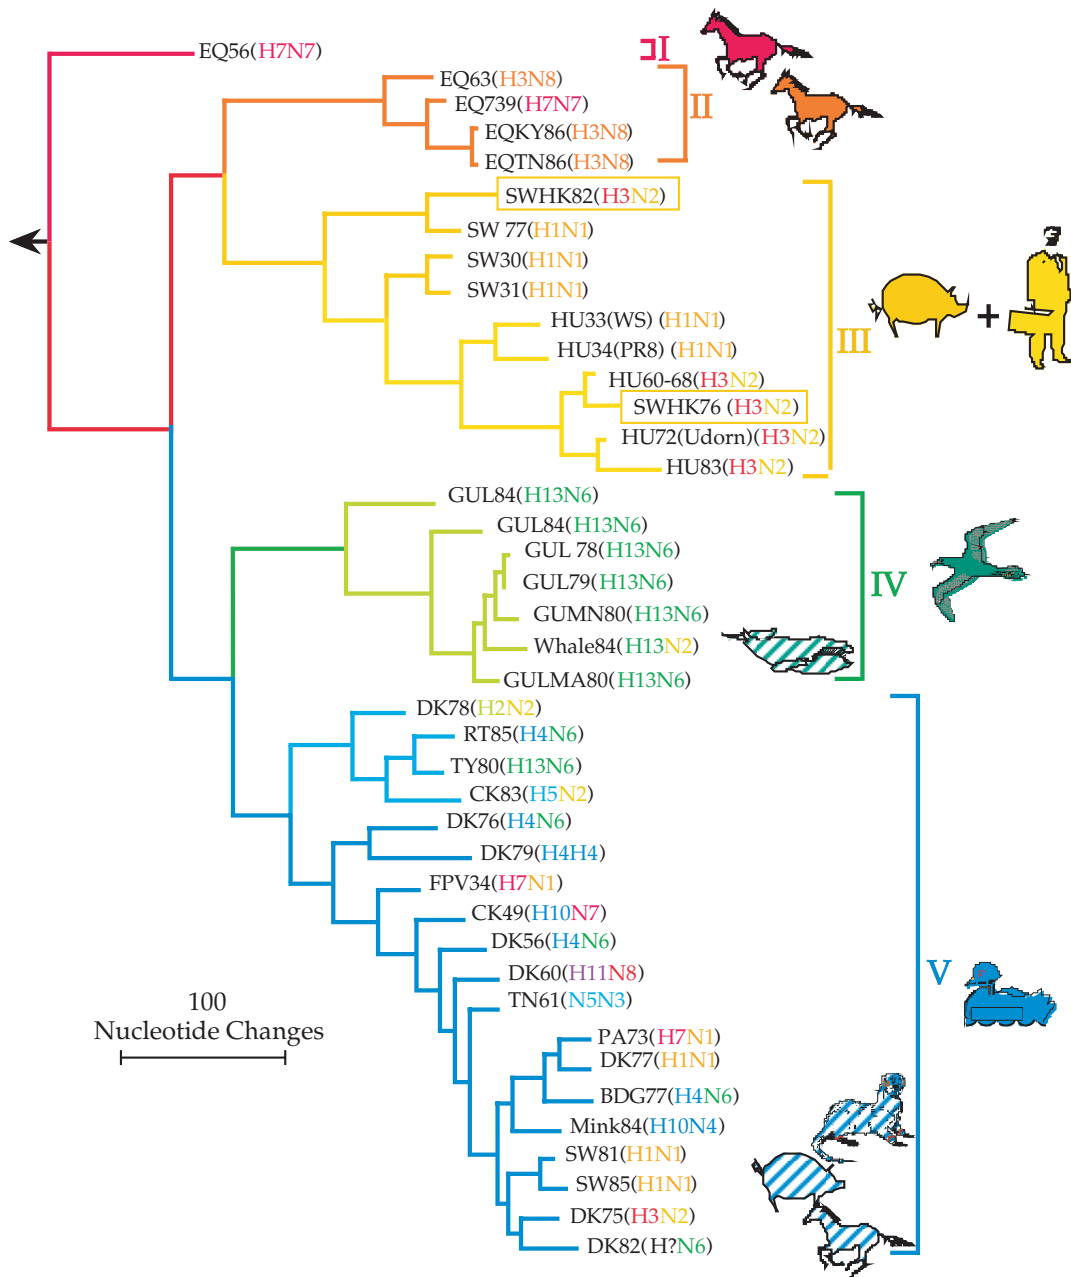 EQ56(H7N7)
I
EQ63(H3N8)
EQ739(H7N7)
II
EQKY86(H3N8)
EQTN86(H3N8)
SWHK82(H3N2)
SW 77(H1N1)
SW30(H1N1)
SW31(H1N1)
HU33(WS) (H1N1)
+
III
HU34(PR8) (H1N1)
HU60-68(H3N2)
SWHK76 (H3N2)
HU72(Udorn)(H3N2)
HU83(H3N2)
GUL84(H13N6)
GUL84(H13N6)
GUL 78(H13N6)
GUL79(H13N6)
IV
GUMN80(H13N6)
Whale84(H13N2)
GULMA80(H13N6)
DK78(H2N2)
RT85(H4N6)
TY80(H13N6)
CK83(H5N2)
DK76(H4N6)
DK79(H4H4)
FPV34(H7N1)
CK49(H10N7)
DK56(H4N6)
DK60(H11N8)
V
TN61(N5N3)
100
Nucleotide Changes
PA73(H7N1)
DK77(H1N1)
BDG77(H4N6)
Mink84(H10N4)
SW81(H1N1)
SW85(H1N1)
DK75(H3N2)
DK82(H?N6)